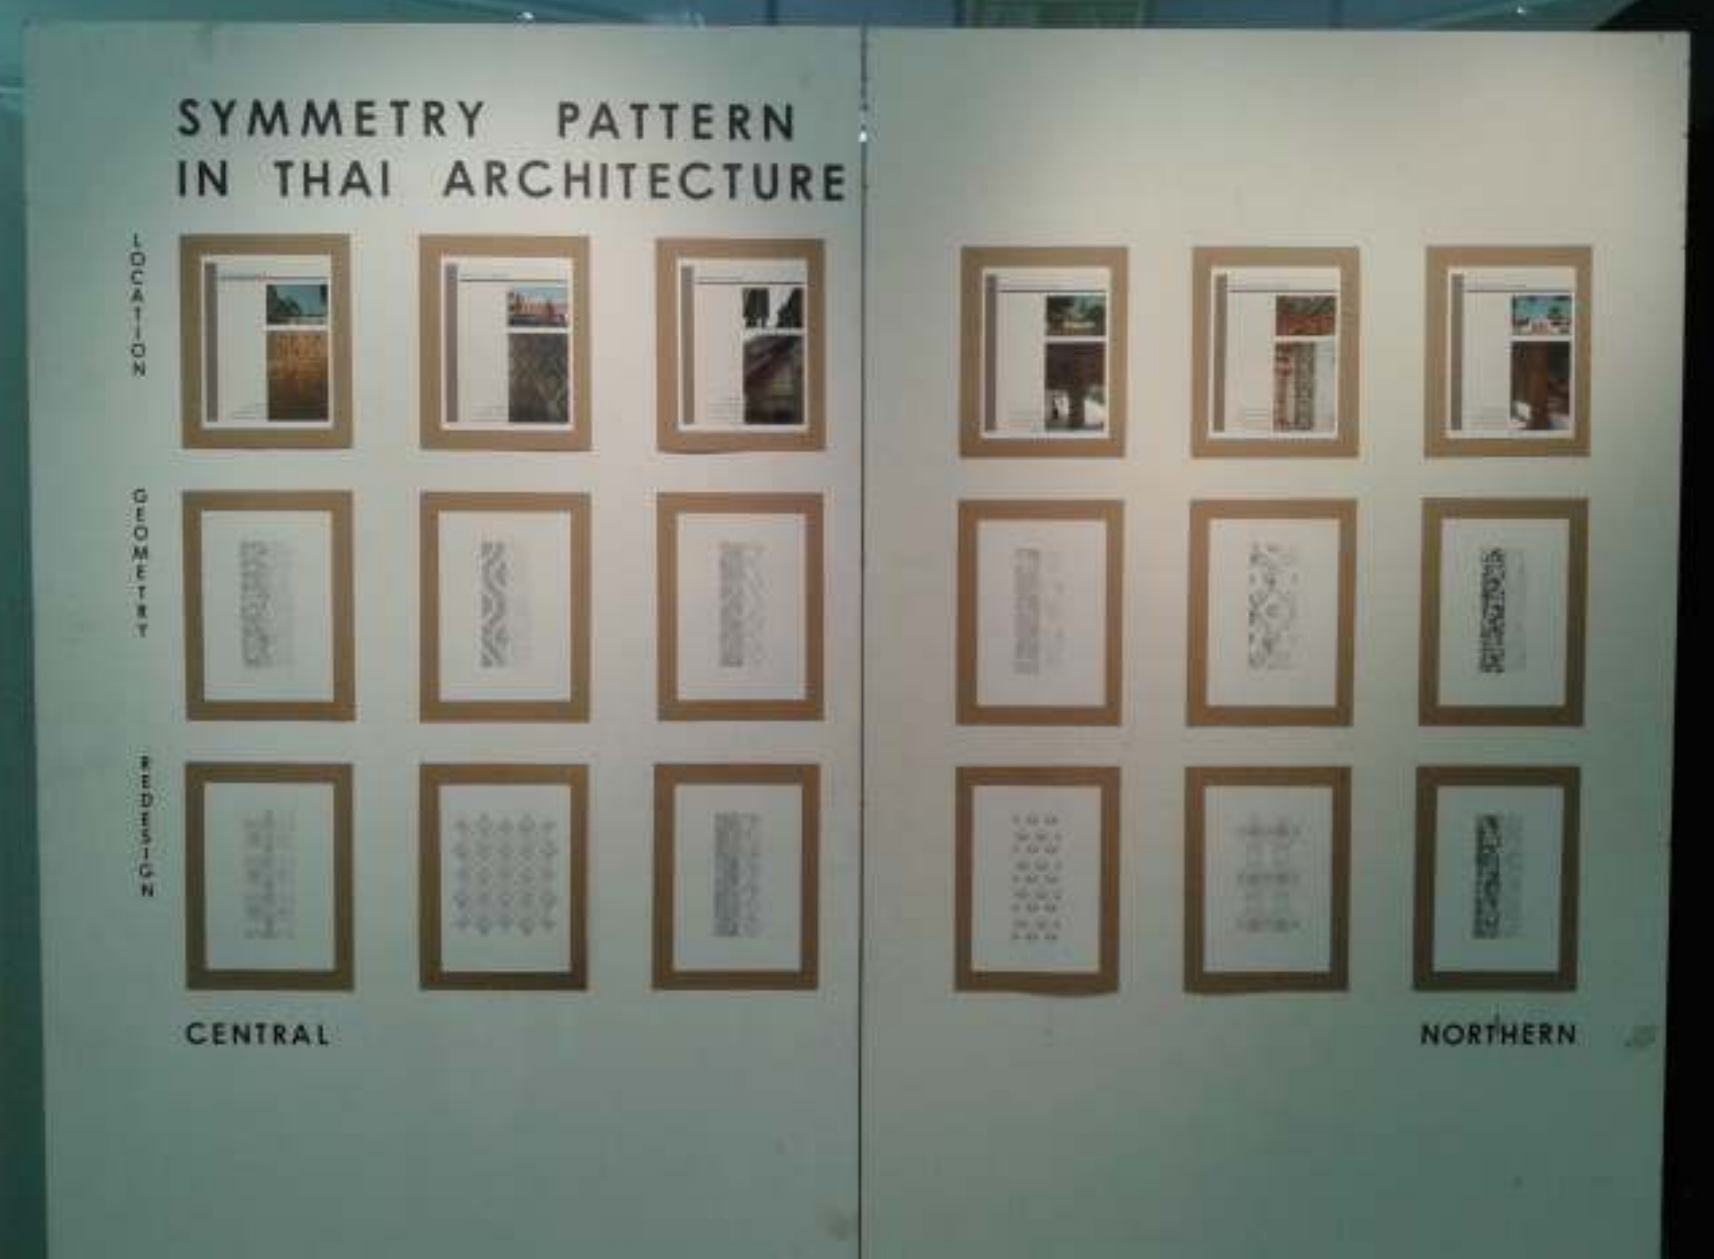 SYMMETRY PATTERN
IN THAI ARCHITECTURE
LOCATION
GEOMETRY
REDESIGN
CENTRAL
NORTHERN